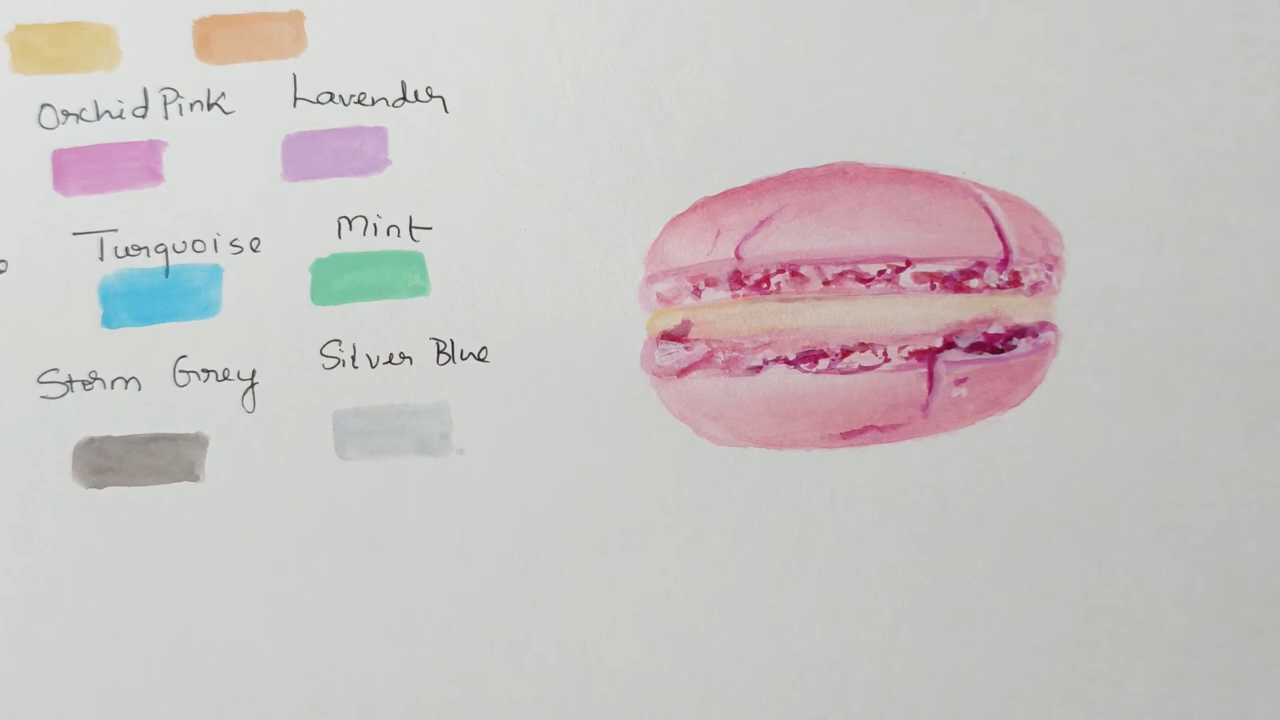 Orchid Pink Lavender
Turquoise Mint
Storm Grey Silver Blue